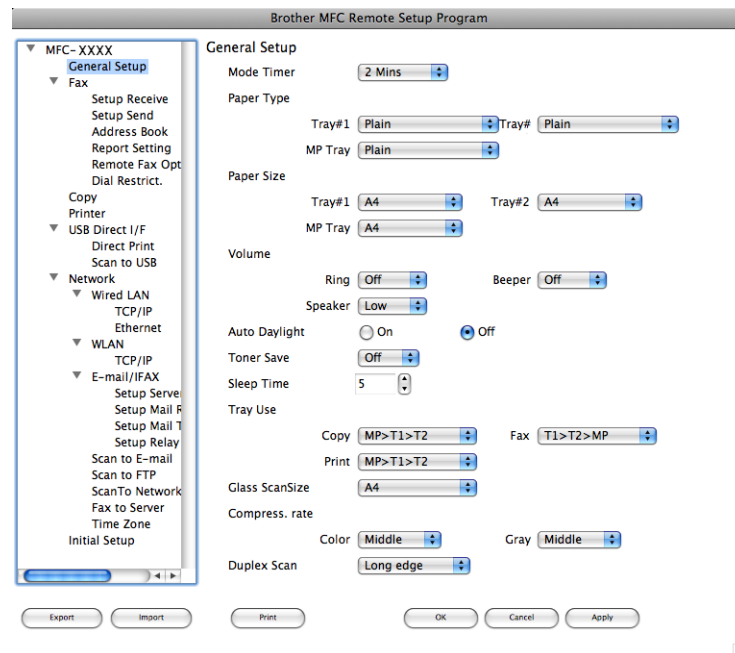 Brother MFC Remote Setup Program
MFC-XXXX
General Setup
Fax
Setup Receive
Setup Send
Address Book
Report Setting
Remote Fax Opt
Dial Restrict.
Copy
Printer
USB Direct I/F
Direct Print
Scan to USB
Network
Wired LAN
TCP/IP
Ethernet
WLAN
TCP/IP
E-mail/IFAX
Setup Serve
Setup Mail R
Setup Mail T
Setup Relay
Scan to E-mail
Scan to FTP
ScanTo Network
Fax to Server
Time Zone
Initial Setup
General Setup
Mode Timer 2 Mins
Paper Type
Tray#1 Plain Tray# Plain
MP Tray Plain
Paper Size
Tray#1 A4 Tray#2 A4
MP Tray A4
Volume
Ring Off Beeper Off
Speaker Low
Auto Daylight On Off
Toner Save Off
Sleep Time 5
Tray Use
Copy MP>T1>T2 Fax T1>T2>MP
Print MP>T1>T2
Glass ScanSize A4
Compress. rate
Color Middle Gray Middle
Duplex Scan Long edge
Export Import Print OK Cancel Apply